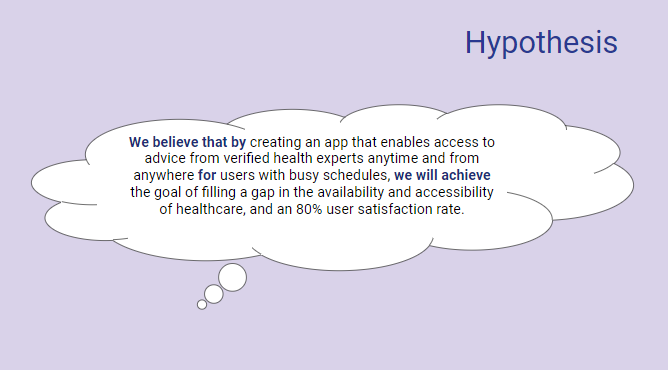 Hypothesis
We believe that by creating an app that enables access to
advice from verified health experts anytime and from
anywhere for users with busy schedules, we will achieve
the goal of filling a gap in the availability and accessibility
of healthcare, and an 80% user satisfaction rate.